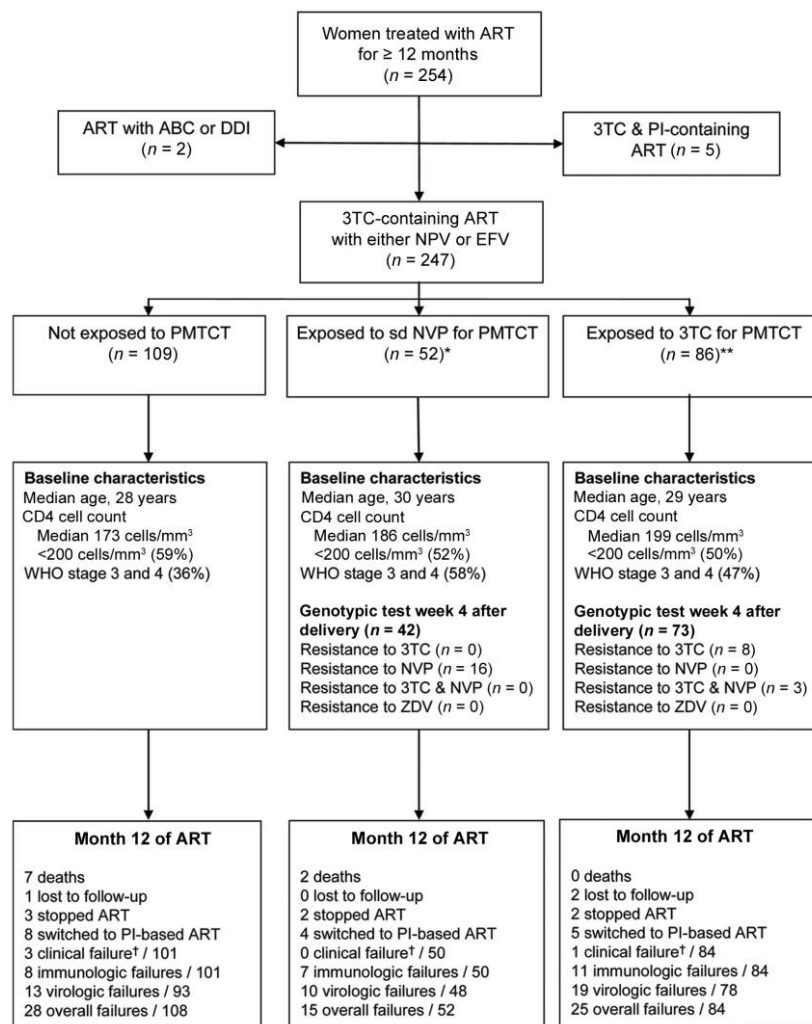 Women treated with ART
for ≥ 12 months
(n = 254)
ART with ABC or DDI
(n = 2)
3TC & PI-containing
ART (n = 5)
3TC-containing ART
with either NPV or EFV
(n = 247)
Not exposed to PMTCT
(n = 109)
Exposed to sd NVP for PMTCT
(n = 52)*
Exposed to 3TC for PMTCT
(n = 86)**
Baseline characteristics
Median age, 28 years
CD4 cell count
Median 173 cells/mm³
<200 cells/mm³ (59%)
WHO stage 3 and 4 (36%)
Baseline characteristics
Median age, 30 years
CD4 cell count
Median 186 cells/mm³
<200 cells/mm³ (52%)
WHO stage 3 and 4 (58%)
Genotypic test week 4 after
delivery (n = 42)
Resistance to 3TC (n = 0)
Resistance to NVP (n = 16)
Resistance to 3TC & NVP (n = 0)
Resistance to ZDV (n = 0)
Baseline characteristics
Median age, 29 years
CD4 cell count
Median 199 cells/mm³
<200 cells/mm³ (50%)
WHO stage 3 and 4 (47%)
Genotypic test week 4 after
delivery (n = 73)
Resistance to 3TC (n = 8)
Resistance to NVP (n = 0)
Resistance to 3TC & NVP (n = 3)
Resistance to ZDV (n = 0)
Month 12 of ART
7 deaths
1 lost to follow-up
3 stopped ART
8 switched to PI-based ART
3 clinical failure† / 101
8 immunologic failures / 101
13 virologic failures / 93
28 overall failures / 108
Month 12 of ART
2 deaths
0 lost to follow-up
2 stopped ART
4 switched to PI-based ART
0 clinical failure† / 50
7 immunologic failures / 50
10 virologic failures / 48
15 overall failures / 52
Month 12 of ART
0 deaths
2 lost to follow-up
2 stopped ART
5 switched to PI-based ART
1 clinical failure† / 84
11 immunologic failures / 84
19 virologic failures / 78
25 overall failures / 84